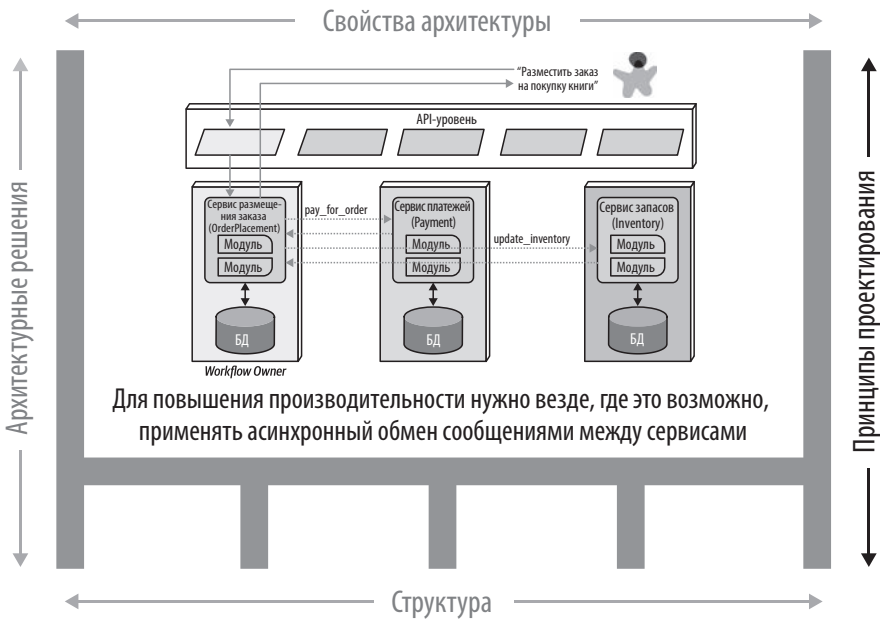 Свойства архитектуры
"Разместить заказ
на покупку книги"
API-уровень
Сервис размеще-
ния заказа
(OrderPlacement)
Модуль
Модуль
БД
Workflow Owner
pay_for_order
Сервис платежей
(Payment)
Модуль
Модуль
БД
update_inventory
Сервис запасов
(Inventory)
Модуль
Модуль
БД
Архитектурные решения
Принципы проектирования
Для повышения производительности нужно везде, где это возможно,
применять асинхронный обмен сообщениями между сервисами
Структура